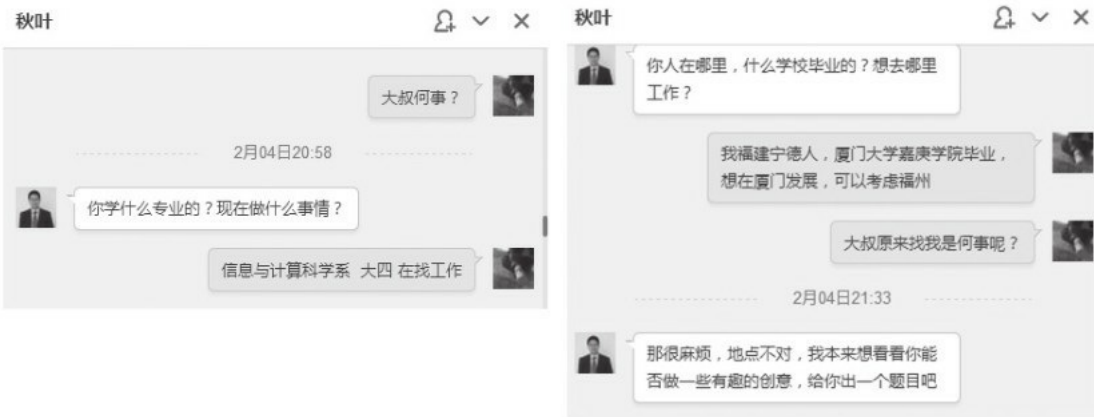 秋叶
大叔何事？
2月04日20:58
你学什么专业的？现在做什么事情？
信息与计算科学系 大四 在找工作
秋叶
你人在哪里，什么学校毕业的？想去哪里
工作？
我福建宁德人，厦门大学嘉庚学院毕业，
想在厦门发展，可以考虑福州
大叔原来找我是何事呢？
2月04日21:33
那很麻烦，地点不对，我本来想看看你能
否做一些有趣的创意，给你出一个题目吧